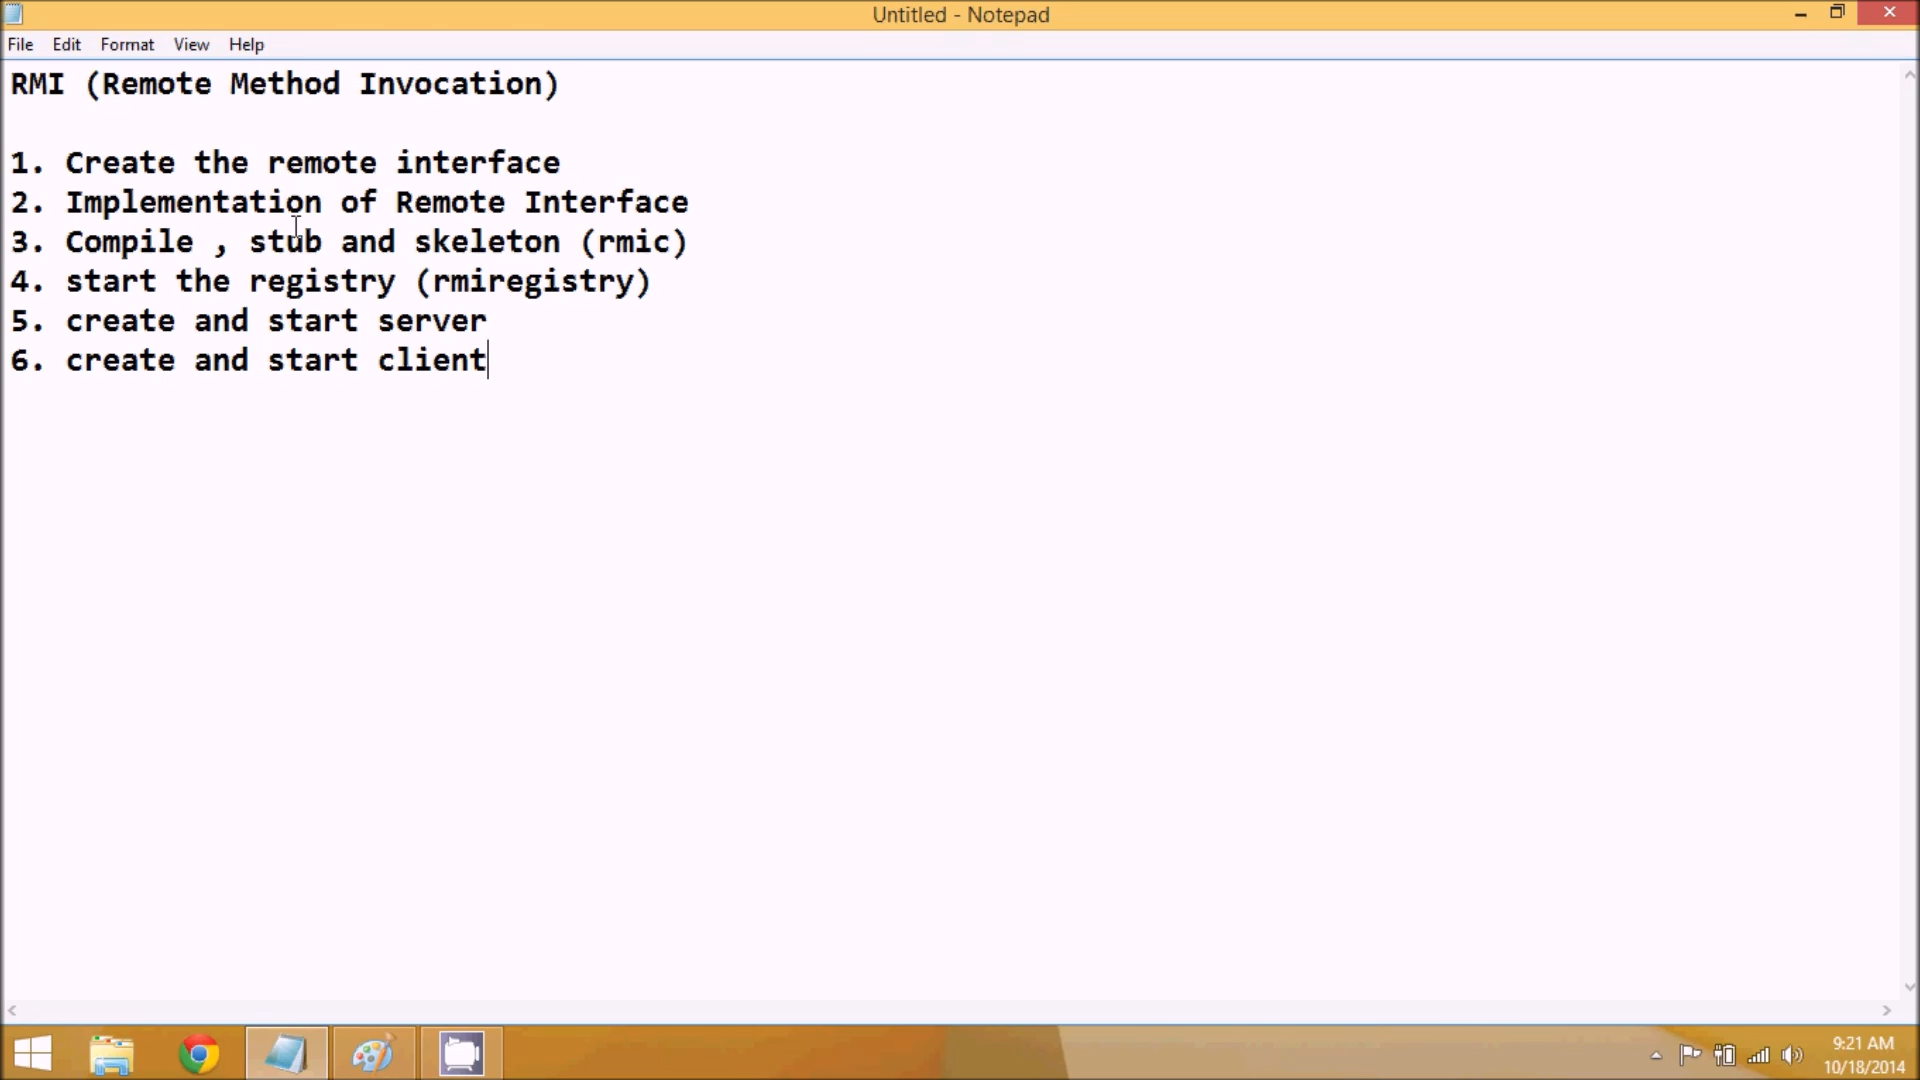 Untitled - Notepad
File Edit Format View Help
RMI (Remote Method Invocation)
1. Create the remote interface
2. Implementation of Remote Interface
3. Compile , stub and skeleton (rmic)
4. start the registry (rmiregistry)
5. create and start server
6. create and start client
9:21 AM
10/18/2014